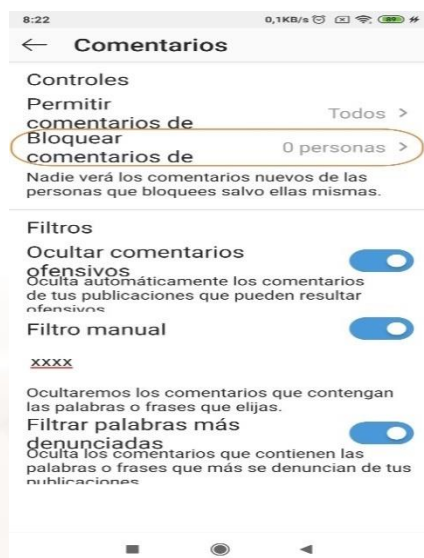 8:22 0,1KB/s 89
Comentarios
Controles
Permitir
comentarios de Todos >
Bloquear
comentarios de 0 personas >
Nadie verá los comentarios nuevos de las
personas que bloquees salvo ellas mismas.
Filtros
Ocultar comentarios
ofensivos
Oculta automáticamente los comentarios
de tus publicaciones que pueden resultar
ofensivos
Filtro manual
xxxx
Ocultaremos los comentarios que contengan
las palabras o frases que elijas.
Filtrar palabras más
denunciadas
Oculta los comentarios que contienen las
palabras o frases que más se denuncian de tus
publicaciones